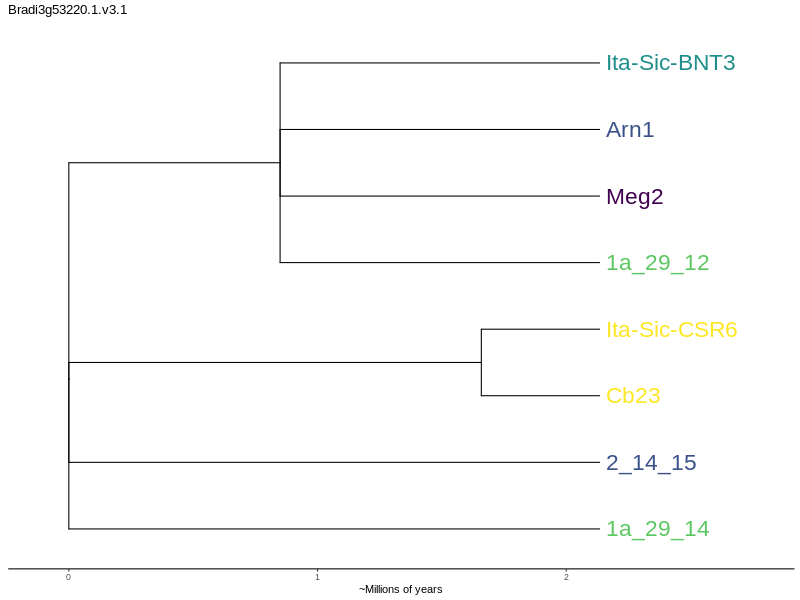 Bradi3g53220.1.v3.1
Ita-Sic-BNT3
Arn1
Meg2
1a_29_12
Ita-Sic-CSR6
Cb23
2_14_15
1a_29_14
0 1 2
~Millions of years